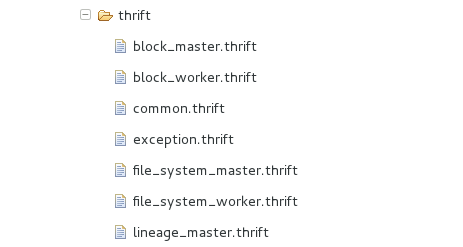 thrift
block_master.thrift
block_worker.thrift
common.thrift
exception.thrift
file_system_master.thrift
file_system_worker.thrift
lineage_master.thrift